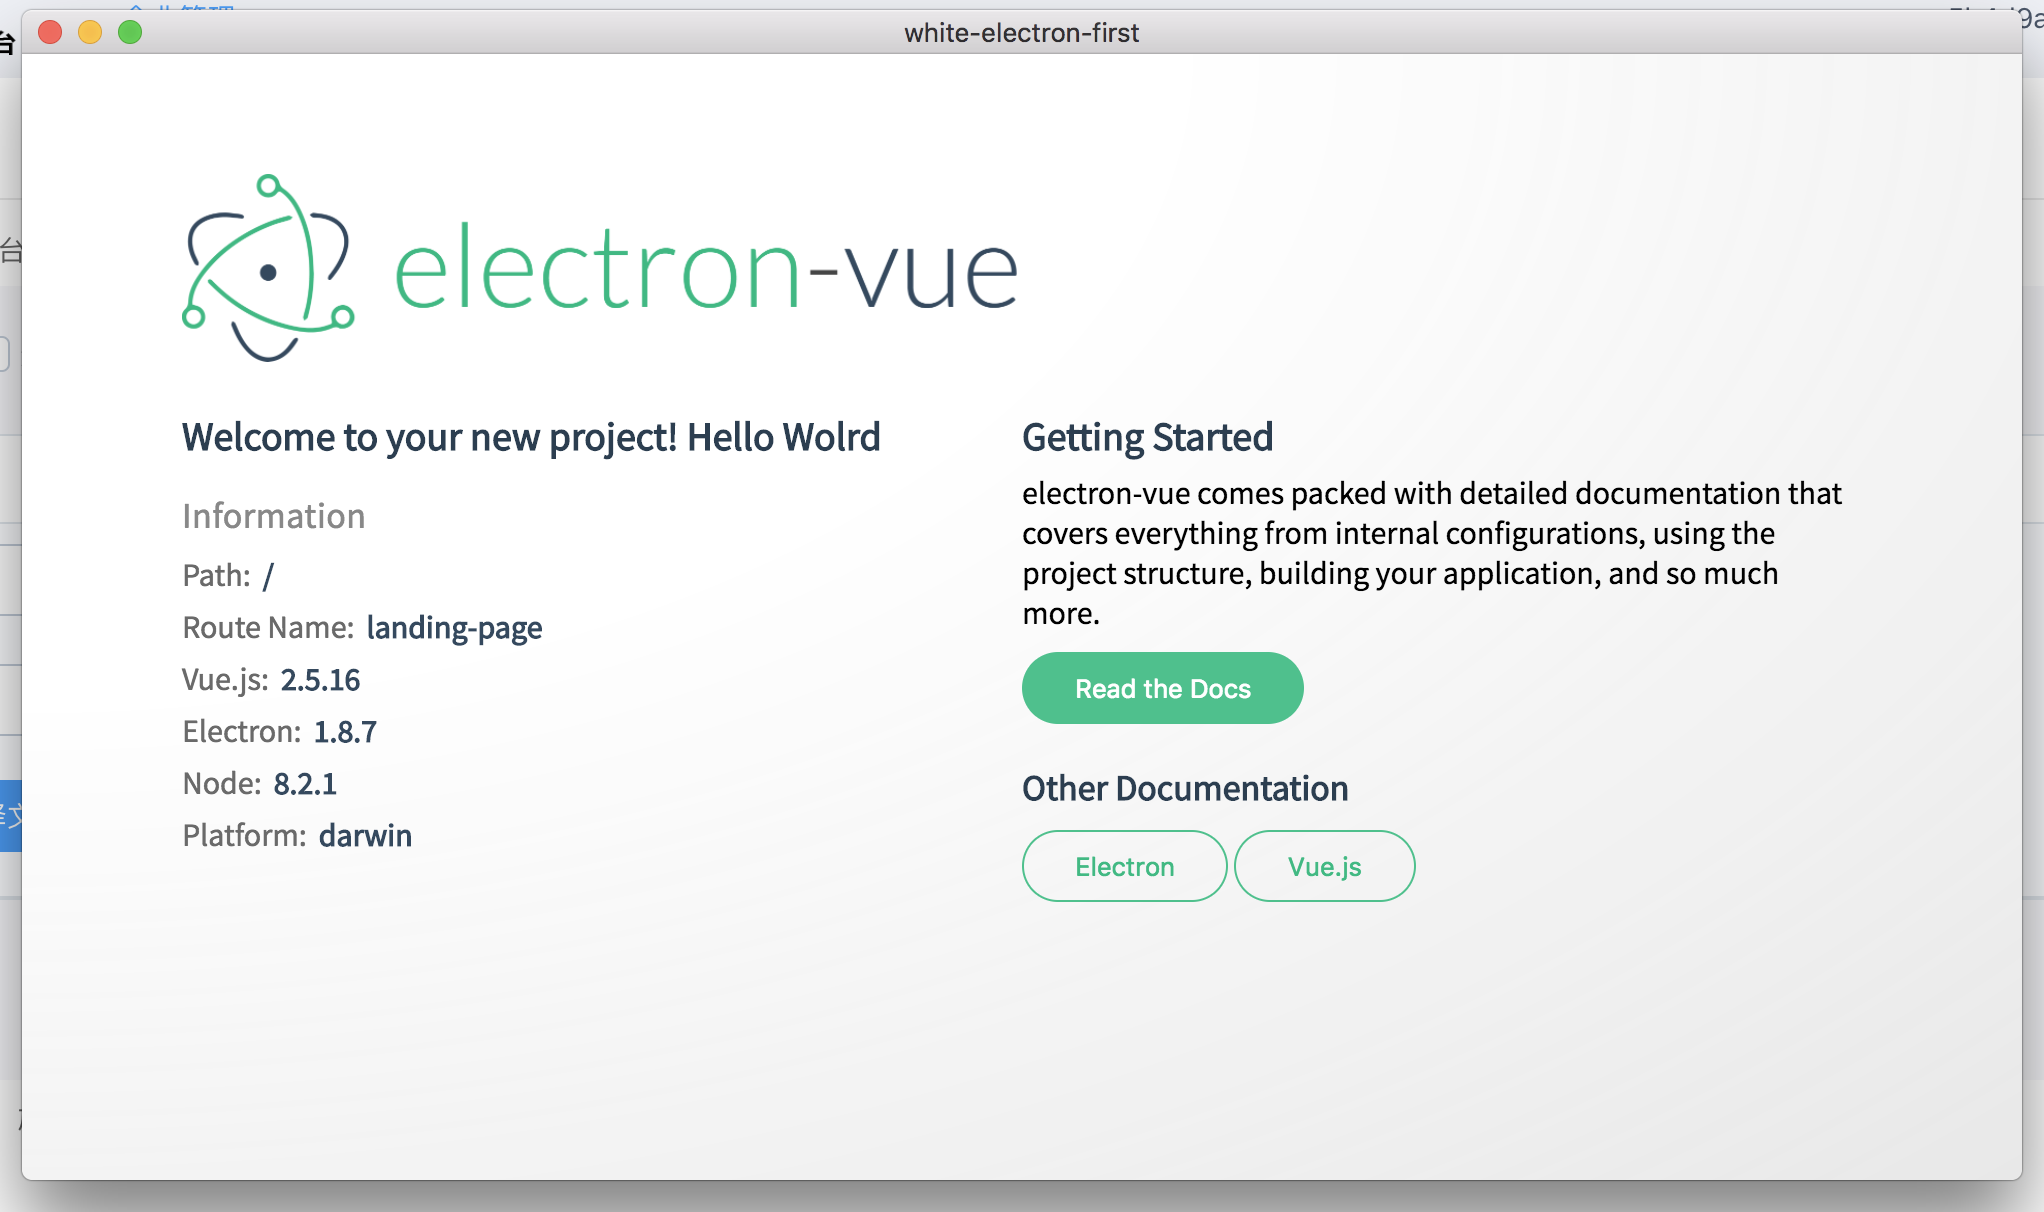 white-electron-first
台
台
electron-vue
Welcome to your new project! Hello Wolrd
Information
Path: /
Route Name: landing-page
Vue.js: 2.5.16
Electron: 1.8.7
Node: 8.2.1
Platform: darwin
Getting Started
electron-vue comes packed with detailed documentation that
covers everything from internal configurations, using the
project structure, building your application, and so much
more.
Read the Docs
Other Documentation
Electron
Vue.js